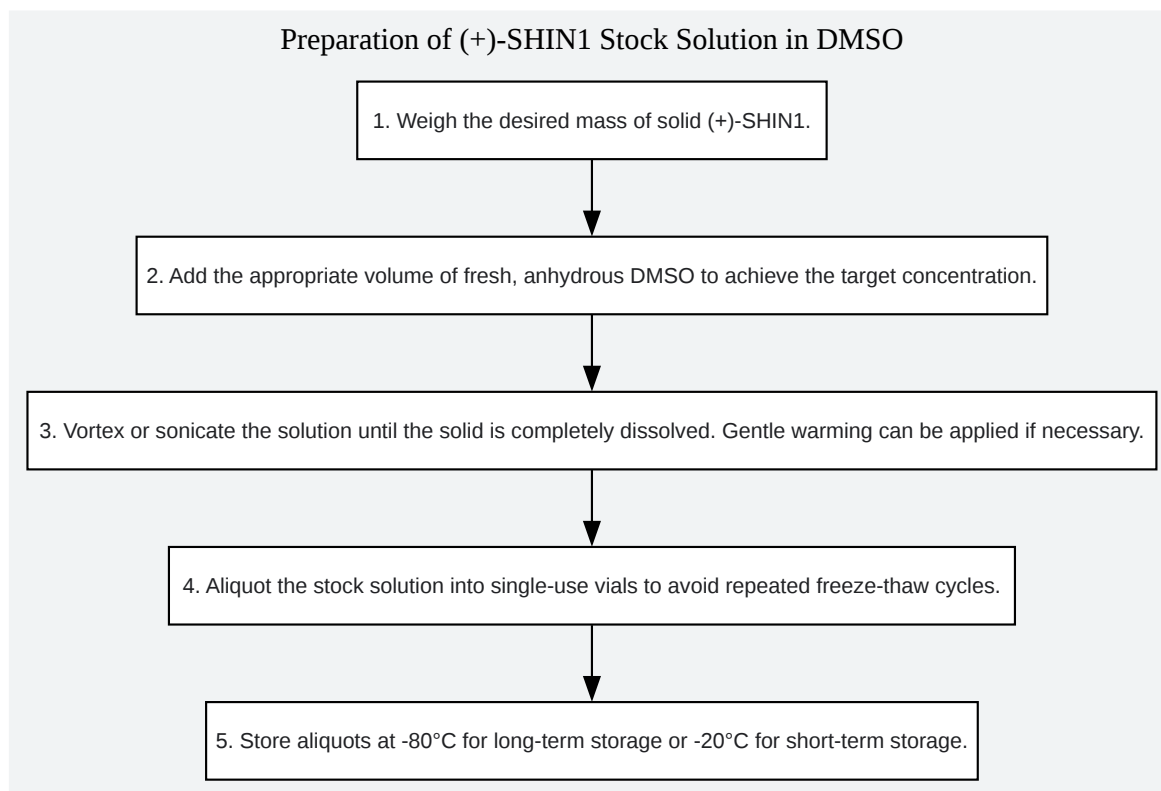 Preparation of (+)-SHIN1 Stock Solution in DMSO
1. Weigh the desired mass of solid (+)-SHIN1.
2. Add the appropriate volume of fresh, anhydrous DMSO to achieve the target concentration.
3. Vortex or sonicate the solution until the solid is completely dissolved. Gentle warming can be applied if necessary.
4. Aliquot the stock solution into single-use vials to avoid repeated freeze-thaw cycles.
5. Store aliquots at -80°C for long-term storage or -20°C for short-term storage.